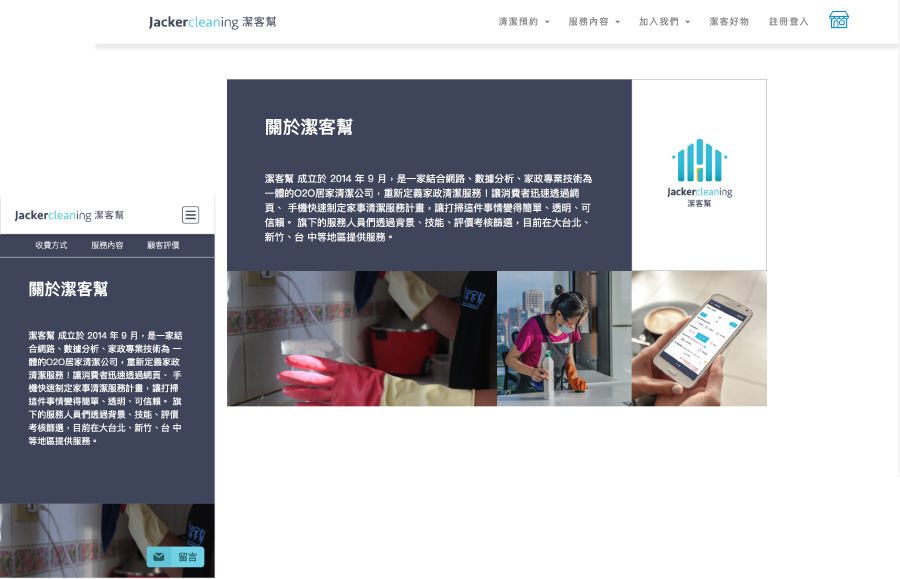 Jackercleaning 潔客幫
清潔預約
服務內容
加入我們
潔客好物
註冊登入
關於潔客幫
潔客幫 成立於 2014 年 9 月，是一家結合網路、數據分析、家政專業技術為
一體的O2O居家清潔公司，重新定義家政清潔服務！讓消費者迅速透過網
頁、 手機快速制定家事清潔服務計畫，讓打掃這件事情變得簡單、透明、可
信賴。 旗下的服務人員們透過背景、技能、評價考核篩選，目前在大台北、
新竹、台 中等地區提供服務。
Jackercleaning
潔客幫
Jackercleaning 潔客幫
收費方式
服務內容
顧客評價
關於潔客幫
潔客幫 成立於 2014 年 9 月，是一家結
合網路、數據分析、家政專業技術為 一
體的O2O居家清潔公司，重新定義家政
清潔服務！讓消費者迅速透過網頁、 手
機快速制定家事清潔服務計畫，讓打掃
這件事情變得簡單、透明、可信賴。 旗
下的服務人員們透過背景、技能、評價
考核篩選，目前在大台北、新竹、台 中
等地區提供服務。
留言